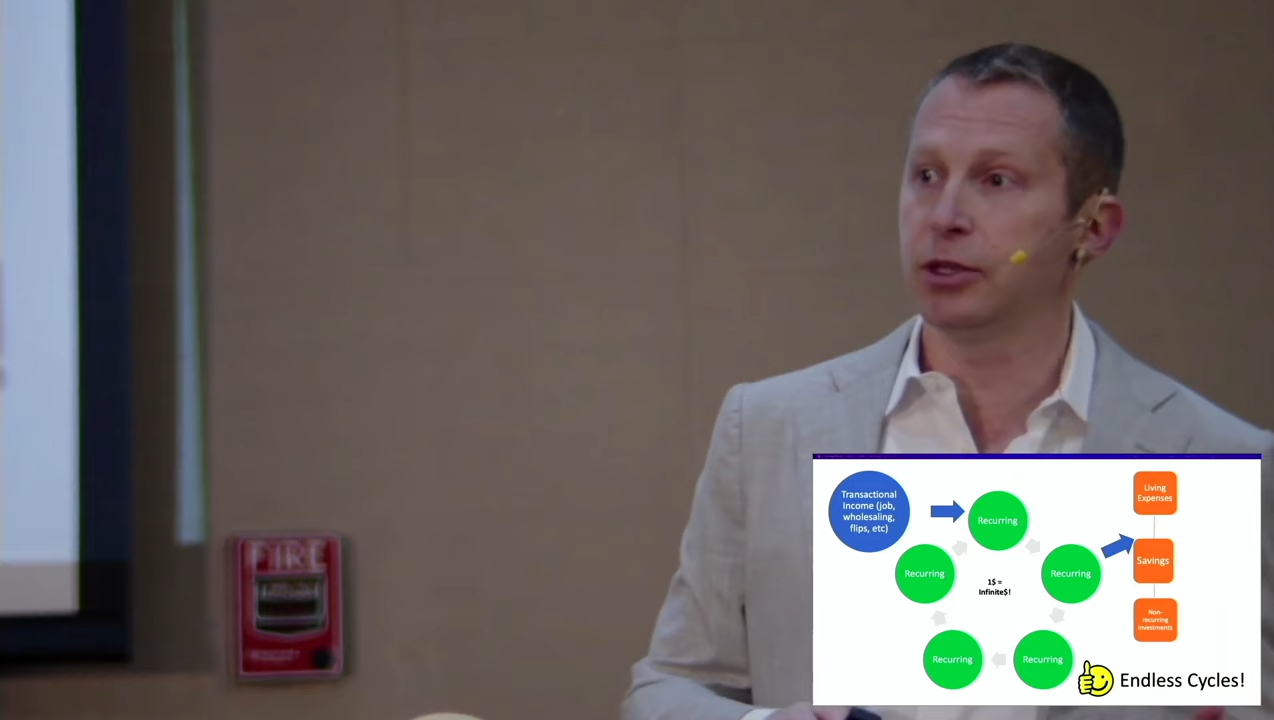 FIRE
Transactional
Income (job,
wholesaling,
flips, etc)
Recurring
Recurring
Recurring
Recurring
Recurring
1$ =
Infinite$!
Living
Expenses
Savings
Non-
recurring
investments
Endless Cycles!